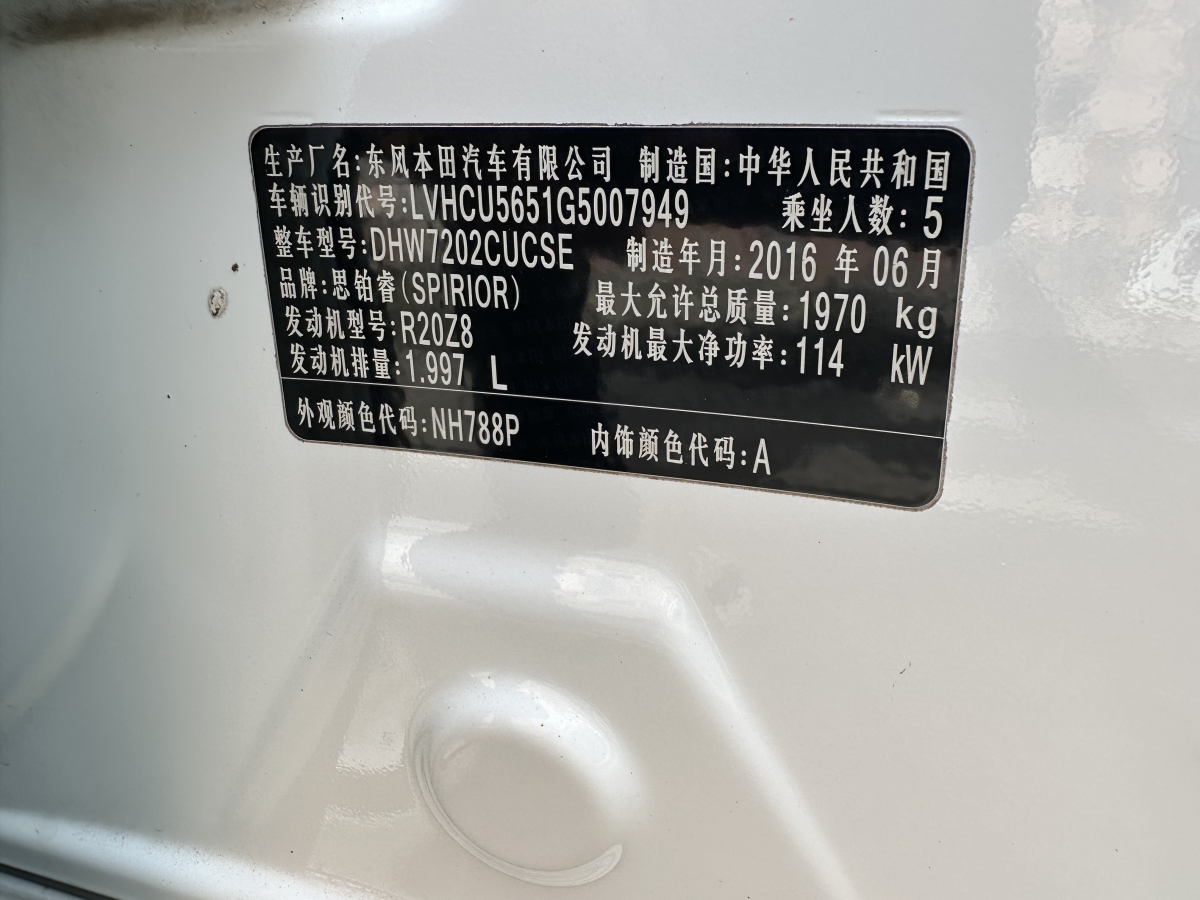 生产厂名:东风本田汽车有限公司 制造国:中华人民共和国
车辆识别代号:LVHCU5651G5007949 乘坐人数:5
整车型号:DHW7202CUCSE 制造年月:2016 年 06月
品牌:思铂睿(SPIRIOR) 最大允许总质量:1970 kg
发动机型号:R20Z8 发动机最大净功率:114 kW
发动机排量:1.997 L
外观颜色代码:NH788P 内饰颜色代码:A